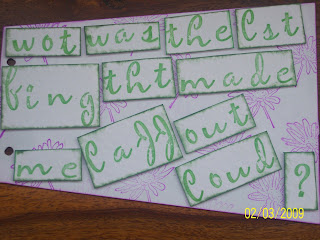 wot was the lst
fing tht made
me laff out
loud ?
02/03/2009